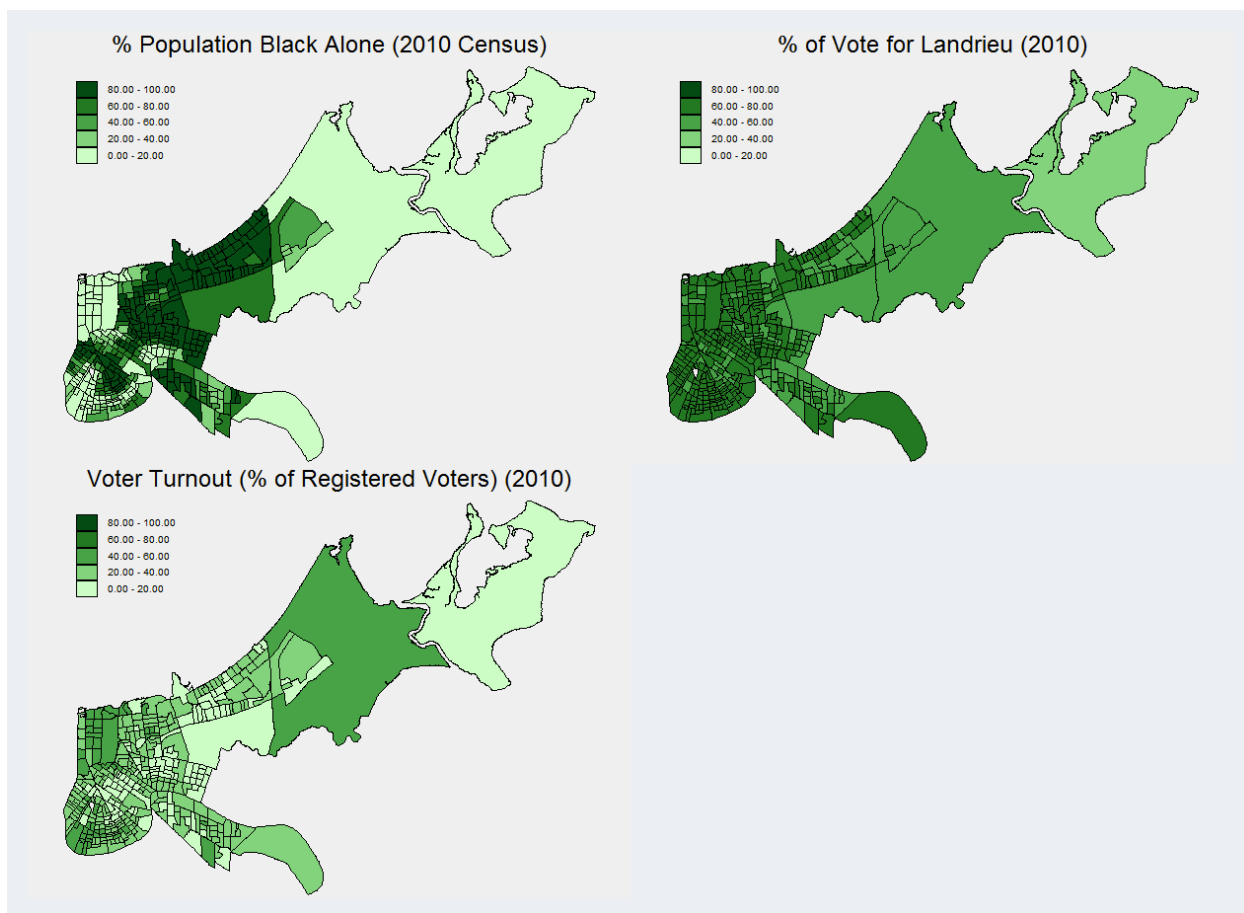 % Population Black Alone (2010 Census)
80.00 - 100.00
60.00 - 80.00
40.00 - 60.00
20.00 - 40.00
0.00 - 20.00
% of Vote for Landrieu (2010)
80.00 - 100.00
60.00 - 80.00
40.00 - 60.00
20.00 - 40.00
0.00 - 20.00
Voter Turnout (% of Registered Voters) (2010)
80.00 - 100.00
60.00 - 80.00
40.00 - 60.00
20.00 - 40.00
0.00 - 20.00